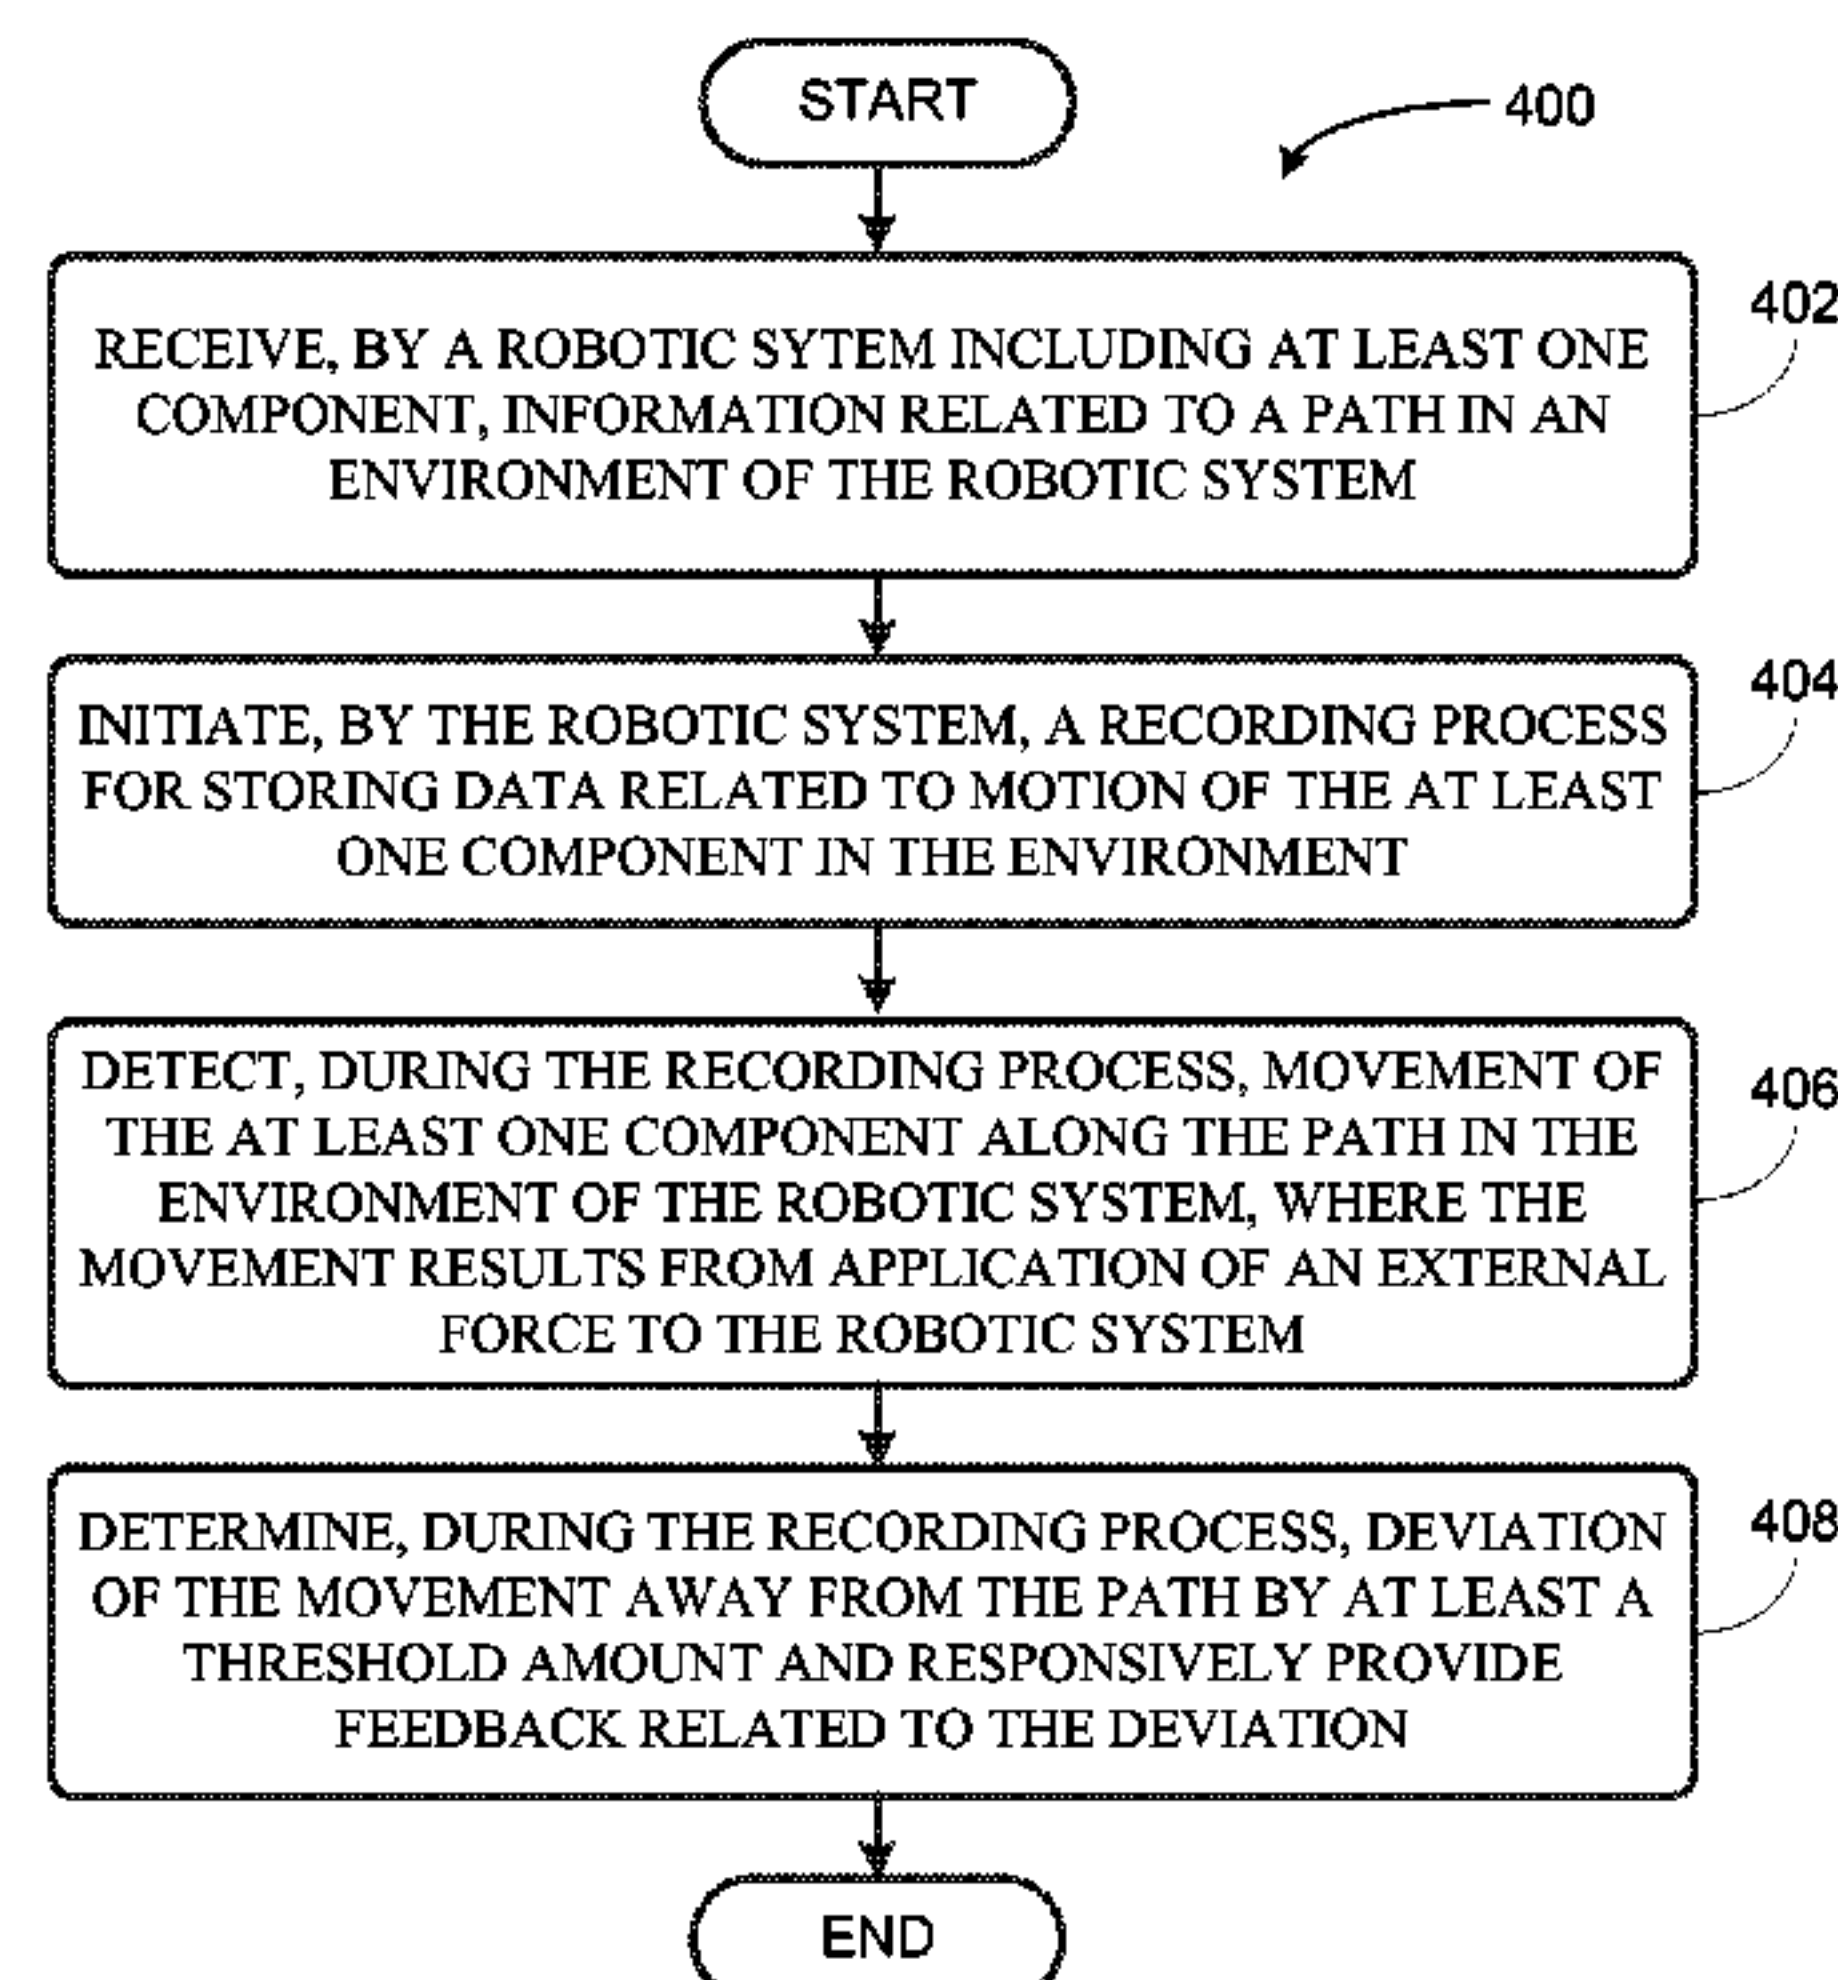 START
400
402
RECEIVE, BY A ROBOTIC SYTEM INCLUDING AT LEAST ONE
COMPONENT, INFORMATION RELATED TO A PATH IN AN
ENVIRONMENT OF THE ROBOTIC SYSTEM
404
INITIATE, BY THE ROBOTIC SYSTEM, A RECORDING PROCESS
FOR STORING DATA RELATED TO MOTION OF THE AT LEAST
ONE COMPONENT IN THE ENVIRONMENT
406
DETECT, DURING THE RECORDING PROCESS, MOVEMENT OF
THE AT LEAST ONE COMPONENT ALONG THE PATH IN THE
ENVIRONMENT OF THE ROBOTIC SYSTEM, WHERE THE
MOVEMENT RESULTS FROM APPLICATION OF AN EXTERNAL
FORCE TO THE ROBOTIC SYSTEM
408
DETERMINE, DURING THE RECORDING PROCESS, DEVIATION
OF THE MOVEMENT AWAY FROM THE PATH BY AT LEAST A
THRESHOLD AMOUNT AND RESPONSIVELY PROVIDE
FEEDBACK RELATED TO THE DEVIATION
END